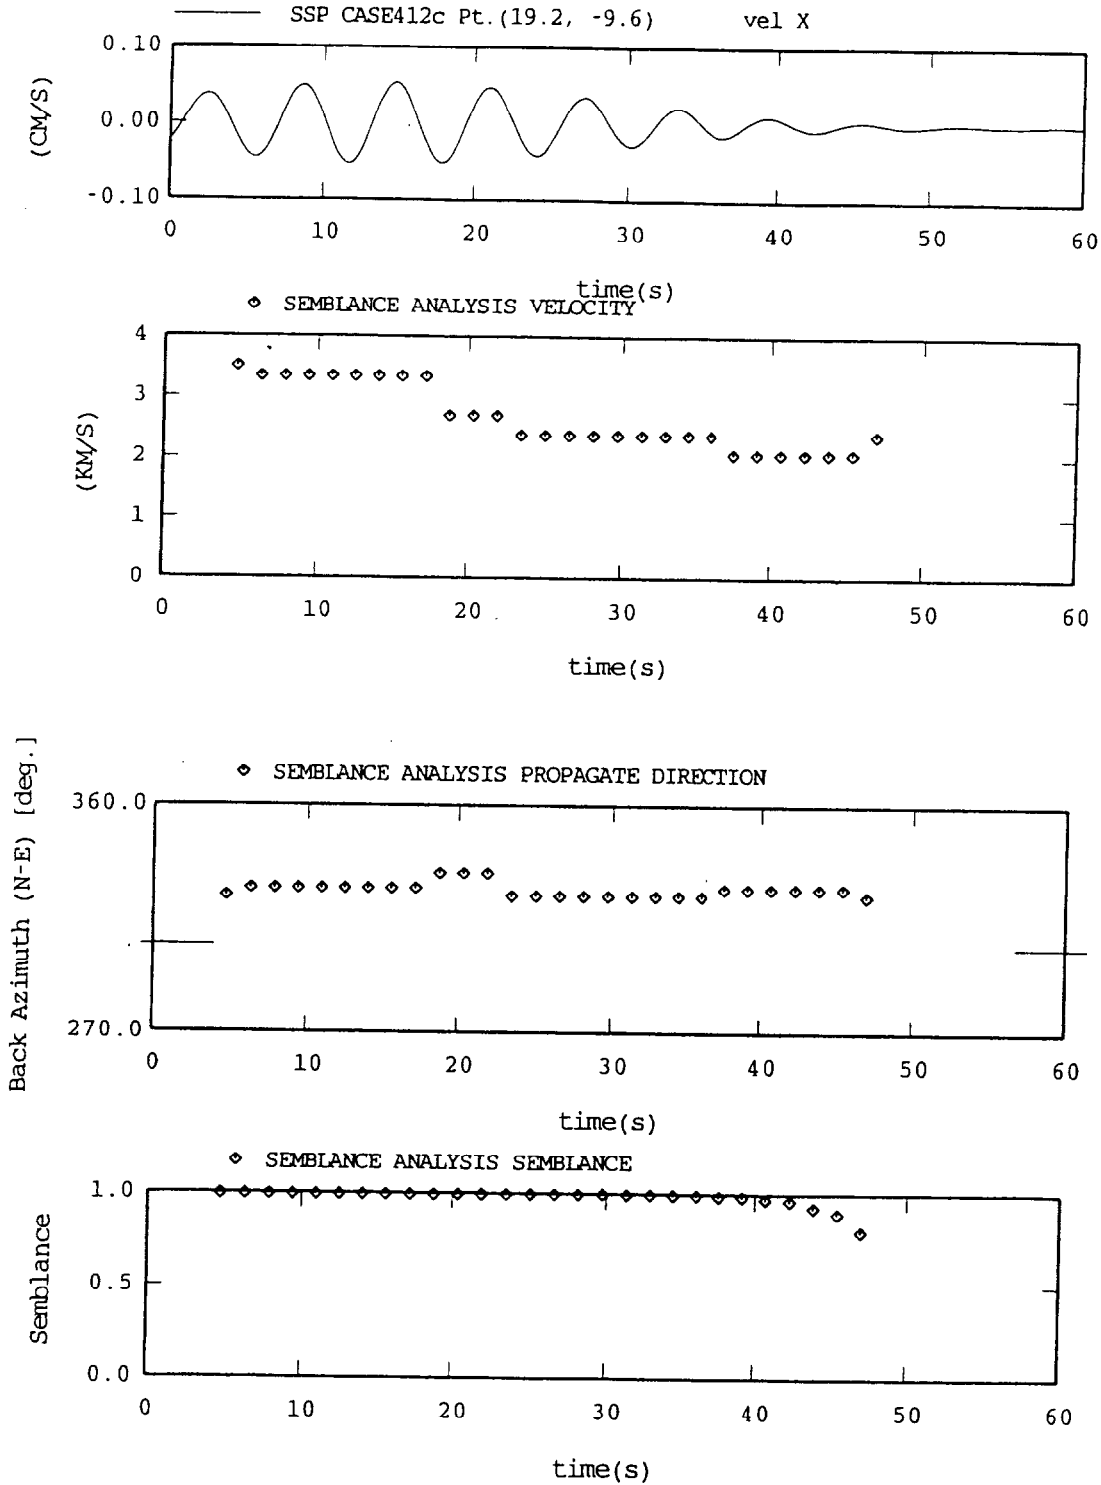 SSP CASE412c Pt.(19.2, -9.6) vel X
0.10
0.00
-0.10
(CM/S)
0 10 20 30 40 50 60
time(s)
SEMBLANCE ANALYSIS VELOCITY
4
3
2
1
0
(KM/S)
0 10 20 30 40 50 60
time(s)
SEMBLANCE ANALYSIS PROPAGATE DIRECTION
360.0
270.0
Back Azimuth (N-E) [deg.]
0 10 20 30 40 50 60
time(s)
SEMBLANCE ANALYSIS SEMBLANCE
1.0
0.5
0.0
Semblance
0 10 20 30 40 50 60
time(s)